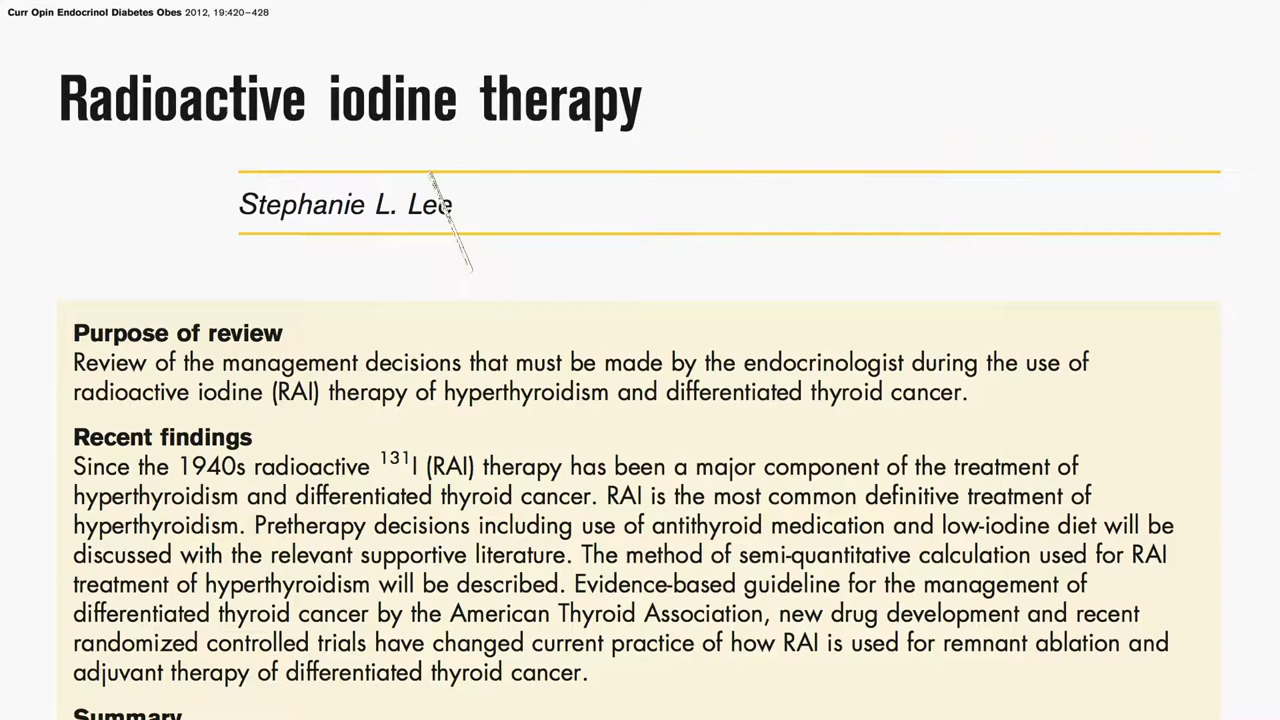 Curr Opin Endocrinol Diabetes Obes 2012, 19:420–428
Radioactive iodine therapy
Stephanie L. Lee
Purpose of review
Review of the management decisions that must be made by the endocrinologist during the use of
radioactive iodine (RAI) therapy of hyperthyroidism and differentiated thyroid cancer.
Recent findings
Since the 1940s radioactive ¹³¹I (RAI) therapy has been a major component of the treatment of
hyperthyroidism and differentiated thyroid cancer. RAI is the most common definitive treatment of
hyperthyroidism. Pretherapy decisions including use of antithyroid medication and low-iodine diet will be
discussed with the relevant supportive literature. The method of semi-quantitative calculation used for RAI
treatment of hyperthyroidism will be described. Evidence-based guideline for the management of
differentiated thyroid cancer by the American Thyroid Association, new drug development and recent
randomized controlled trials have changed current practice of how RAI is used for remnant ablation and
adjuvant therapy of differentiated thyroid cancer.
Summary